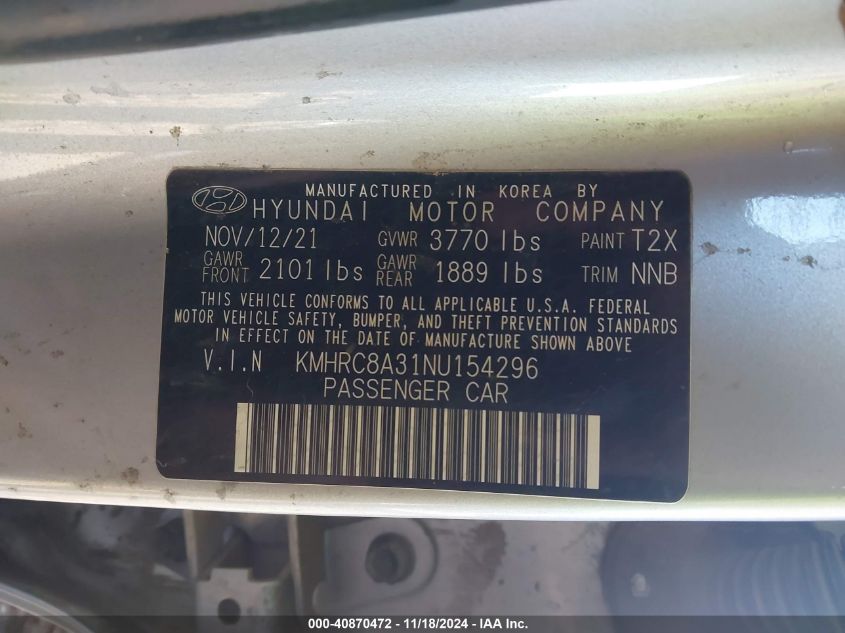 MANUFACTURED IN KOREA BY
HYUNDAI MOTOR COMPANY
NOV/12/21 GVWR 3770 lbs PAINT T2X
GAWR FRONT 2101 lbs GAWR REAR 1889 lbs TRIM NNB
THIS VEHICLE CONFORMS TO ALL APPLICABLE U.S.A. FEDERAL
MOTOR VEHICLE SAFETY, BUMPER, AND THEFT PREVENTION STANDARDS
IN EFFECT ON THE DATE OF MANUFACTURE SHOWN ABOVE
V.I.N KMHRC8A31NU154296
PASSENGER CAR
000-40870472 - 11/18/2024 - IAA Inc.